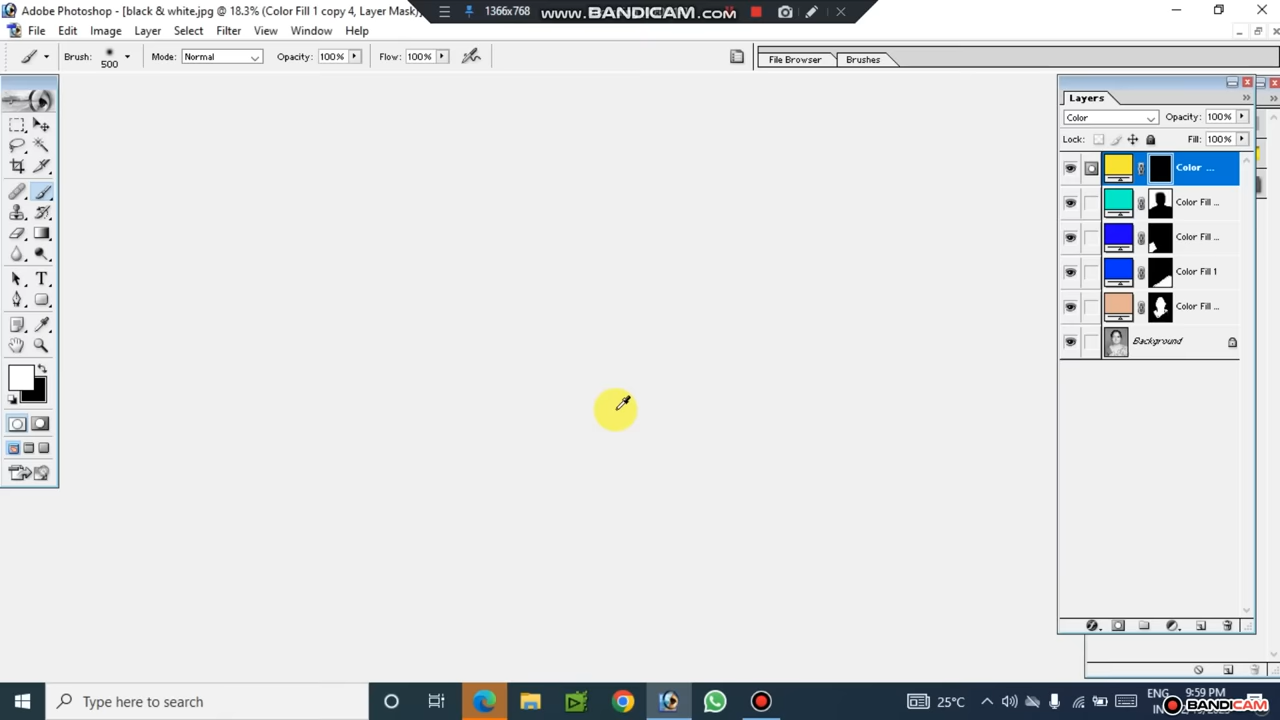 Adobe Photoshop - [black & white.jpg @ 18.3% (Color Fill 1 copy 4, Layer Mask)
1366x768
www.BANDICAM.com
File Edit Image Layer Select Filter View Window Help
Brush: 500 Mode: Normal Opacity: 100% Flow: 100%
File Browser Brushes
Layers
Color Opacity: 100%
Lock: Fill: 100%
Color ...
Color Fill ...
Color Fill ...
Color Fill 1
Color Fill ...
Background
Type here to search
25°C
ENG
9:59 PM
IN
BANDICAM